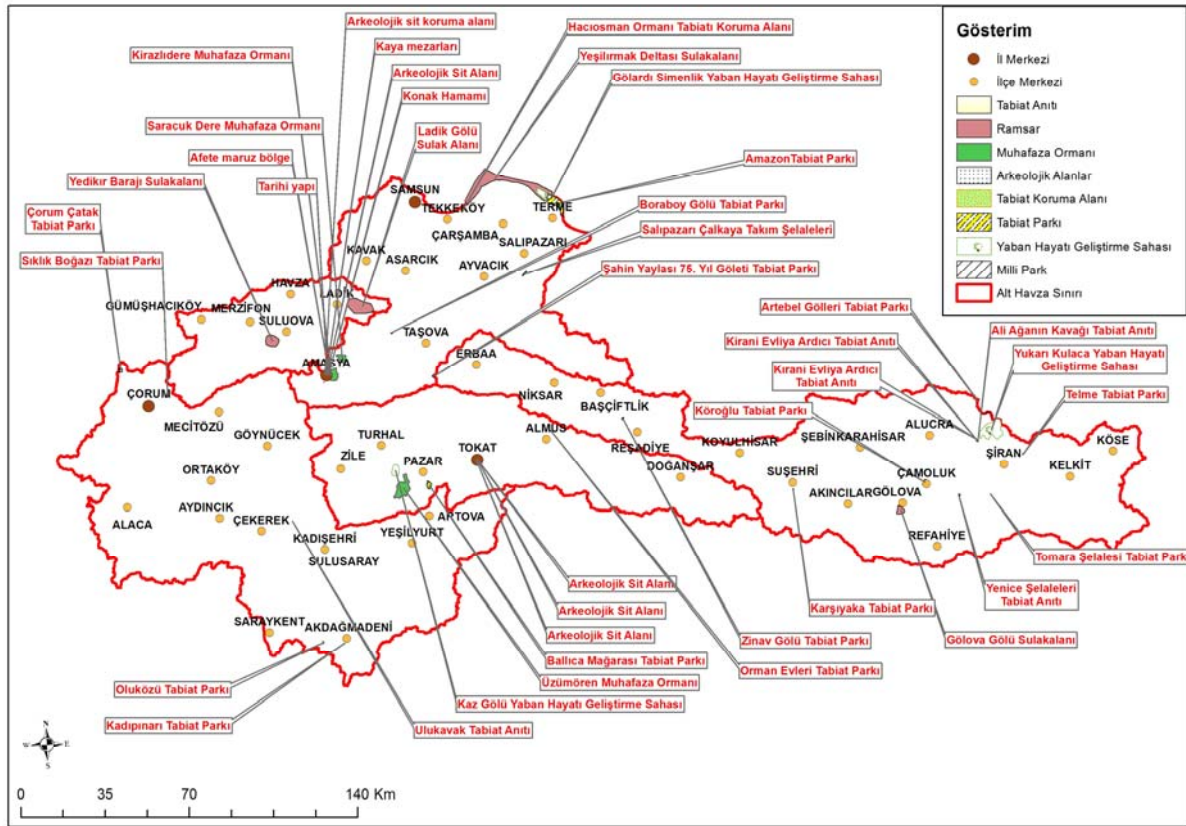 Arkeolojik sit koruma alanı
Kirazlıdere Muhafaza Ormanı
Kaya mezarları
Arkeolojik Sit Alanı
Konak Hamamı
Saracuk Dere Muhafaza Ormanı
Ladik Gölü
Sulak Alanı
Afete maruz bölge
Yedikır Barajı Sulakalanı
Tarihi yapı
Çorum Çatak
Tabiat Parkı
Sıklık Boğazı Tabiat Parkı
Hacıosman Ormanı Tabiatı Koruma Alanı
Yeşilırmak Deltası Sulakalanı
Gölardı Simenlik Yaban Hayatı Geliştirme Sahası
AmazonTabiat Parkı
Boraboy Gölü Tabiat Parkı
Salıpazarı Çalkaya Takım Şelaleleri
Şahin Yaylası 75. Yıl Göleti Tabiat Parkı
Artebel Gölleri Tabiat Parkı
Ali Ağanın Kavağı Tabiat Anıtı
Kirani Evliya Ardıcı Tabiat Anıtı
Yukarı Kulaca Yaban Hayatı
Geliştirme Sahası
Kırani Evliya Ardıcı
Tabiat Anıtı
Telme Tabiat Parkı
Köroğlu Tabiat Parkı
Gösterim
İl Merkezi
İlçe Merkezi
Tabiat Anıtı
Ramsar
Muhafaza Ormanı
Arkeolojik Alanlar
Tabiat Koruma Alanı
Tabiat Parkı
Yaban Hayatı Geliştirme Sahası
Milli Park
Alt Havza Sınırı
SAMSUN
TEKKEKÖY
TERME
ÇARŞAMBA
SALIPAZARI
KAVAK
ASARCIK
AYVACIK
HAVZA
LADİK
GÜMÜŞHACIKÖY
MERZİFON
SULUOVA
TAŞOVA
AMASYA
ERBAA
ÇORUM
NİKSAR
BAŞÇİFTLİK
MECİTÖZÜ
GÖYNÜCEK
TURHAL
TOKAT
ALMUS
REŞADİYE
KOYULHİSAR
ŞEBİNKARAHİSAR
ALUCRA
KÖSE
ZİLE
PAZAR
DOĞANŞAR
SUŞEHRİ
ÇAMOLUK
ŞİRAN
KELKİT
ORTAKÖY
AKINCILAR
GÖLOVA
ALACA
AYDINCIK
ÇEKEREK
ARTOVA
KADIŞEHRİ
YEŞİLYURT
SULUSARAY
REFAHİYE
SARAYKENT
AKDAĞMADENİ
Arkeolojik Sit Alanı
Arkeolojik Sit Alanı
Arkeolojik Sit Alanı
Ballıca Mağarası Tabiat Parkı
Üzümören Muhafaza Ormanı
Kaz Gölü Yaban Hayatı Geliştirme Sahası
Ulukavak Tabiat Anıtı
Oluközü Tabiat Parkı
Kadıpınarı Tabiat Parkı
Tomara Şelalesi Tabiat Park
Yenice Şelaleleri
Tabiat Anıtı
Karşıyaka Tabiat Parkı
Gölova Gölü Sulakalanı
Zinav Gölü Tabiat Parkı
Orman Evleri Tabiat Parkı
N
W E
S
0 35 70 140 Km